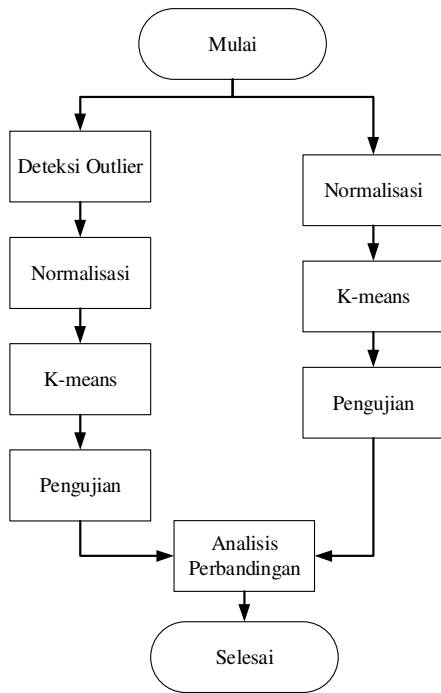 Mulai
Deteksi Outlier
Normalisasi
K-means
Pengujian
Normalisasi
K-means
Pengujian
Analisis
Perbandingan
Selesai